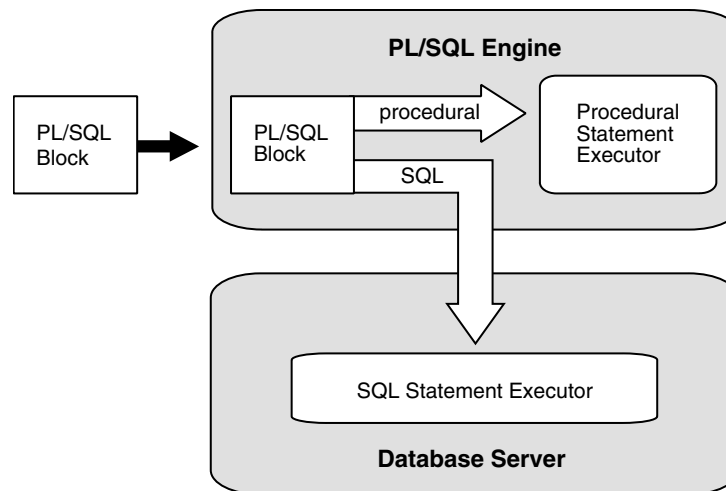 PL/SQL Engine
PL/SQL
Block
PL/SQL
Block
procedural
SQL
Procedural
Statement
Executor
SQL Statement Executor
Database Server